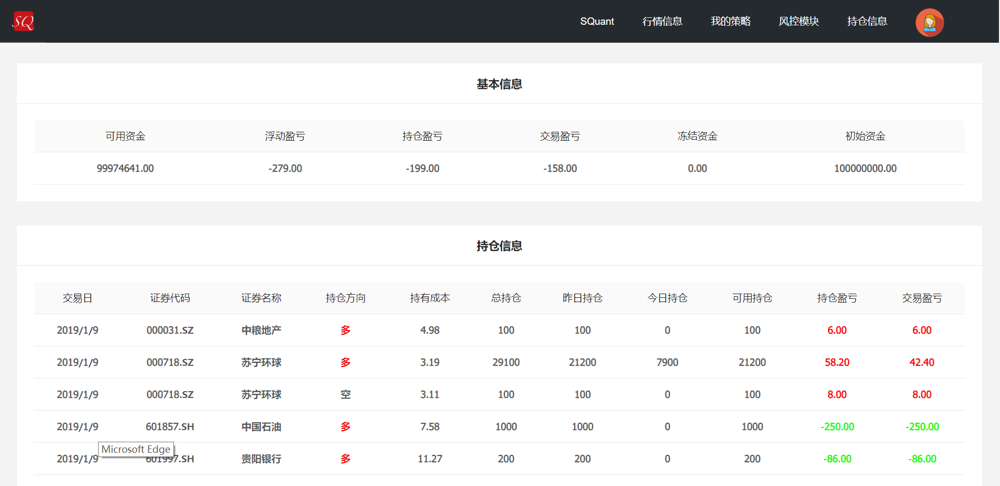 SQ
SQuant 行情信息 我的策略 风控模块 持仓信息
基本信息
可用资金 浮动盈亏 持仓盈亏 交易盈亏 冻结资金 初始资金
99974641.00 -279.00 -199.00 -158.00 0.00 100000000.00
持仓信息
交易日 证券代码 证券名称 持仓方向 持有成本 总持仓 昨日持仓 今日持仓 可用持仓 持仓盈亏 交易盈亏
2019/1/9 000031.SZ 中粮地产 多 4.98 100 100 0 100 6.00 6.00
2019/1/9 000718.SZ 苏宁环球 多 3.19 29100 21200 7900 21200 58.20 42.40
2019/1/9 000718.SZ 苏宁环球 空 3.11 100 100 0 100 8.00 8.00
2019/1/9 601857.SH 中国石油 多 7.58 1000 1000 0 1000 -250.00 -250.00
Microsoft Edge
2019/1/9 601997.SH 贵阳银行 多 11.27 200 200 0 200 -86.00 -86.00